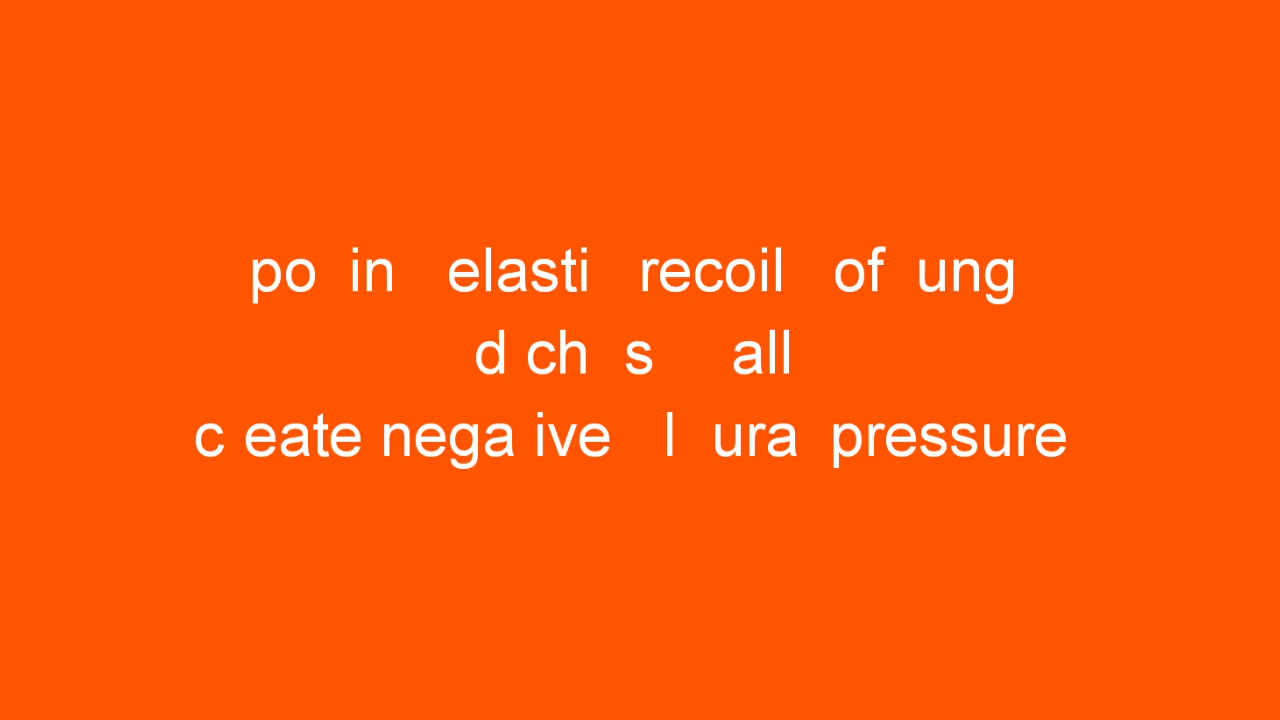 po in elasti recoil of ung
d ch s all
c eate nega ive l ura pressure